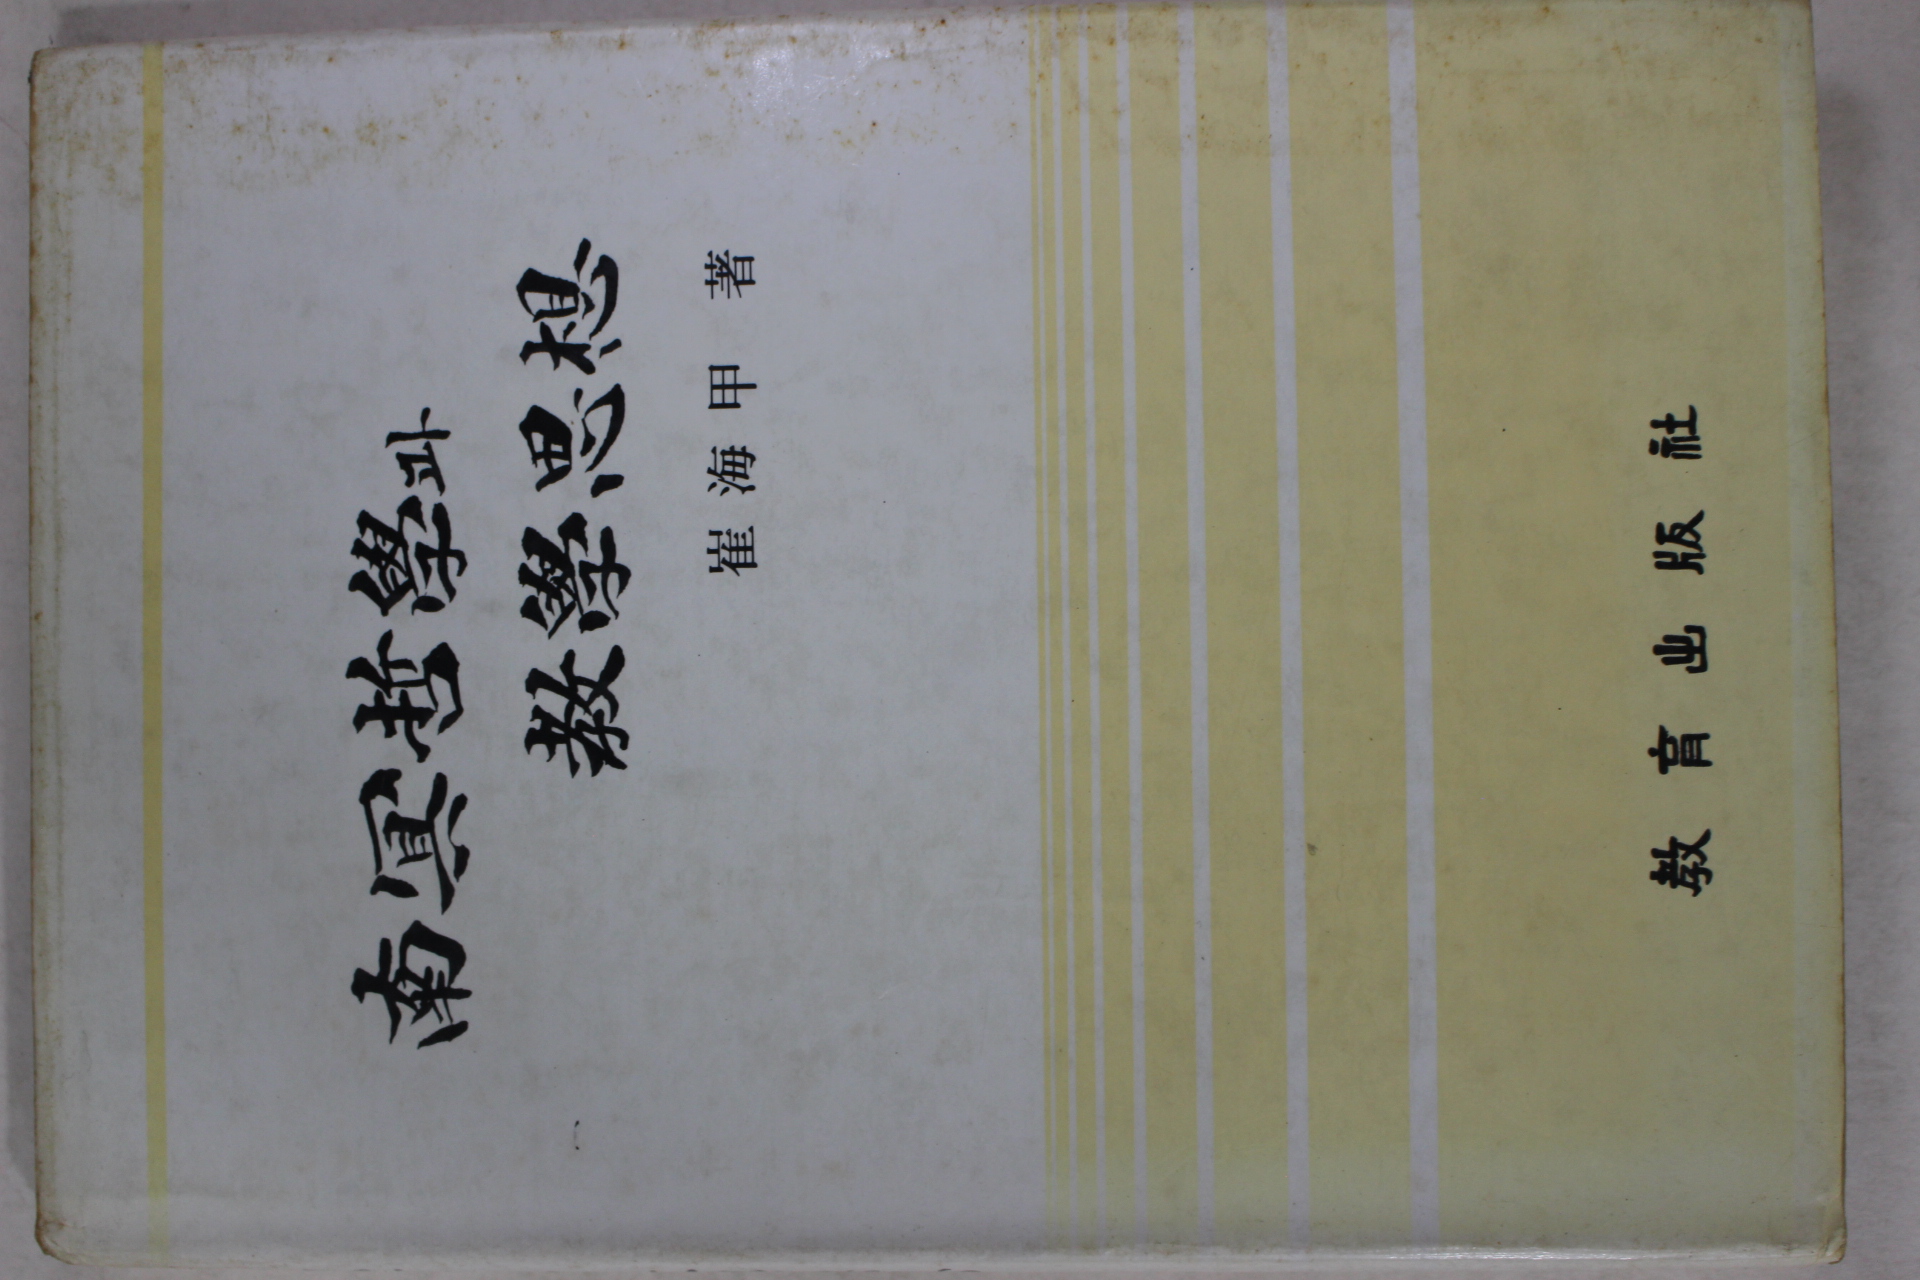 南冥哲學과
敎學思想
崔海甲 著
敎育出版社